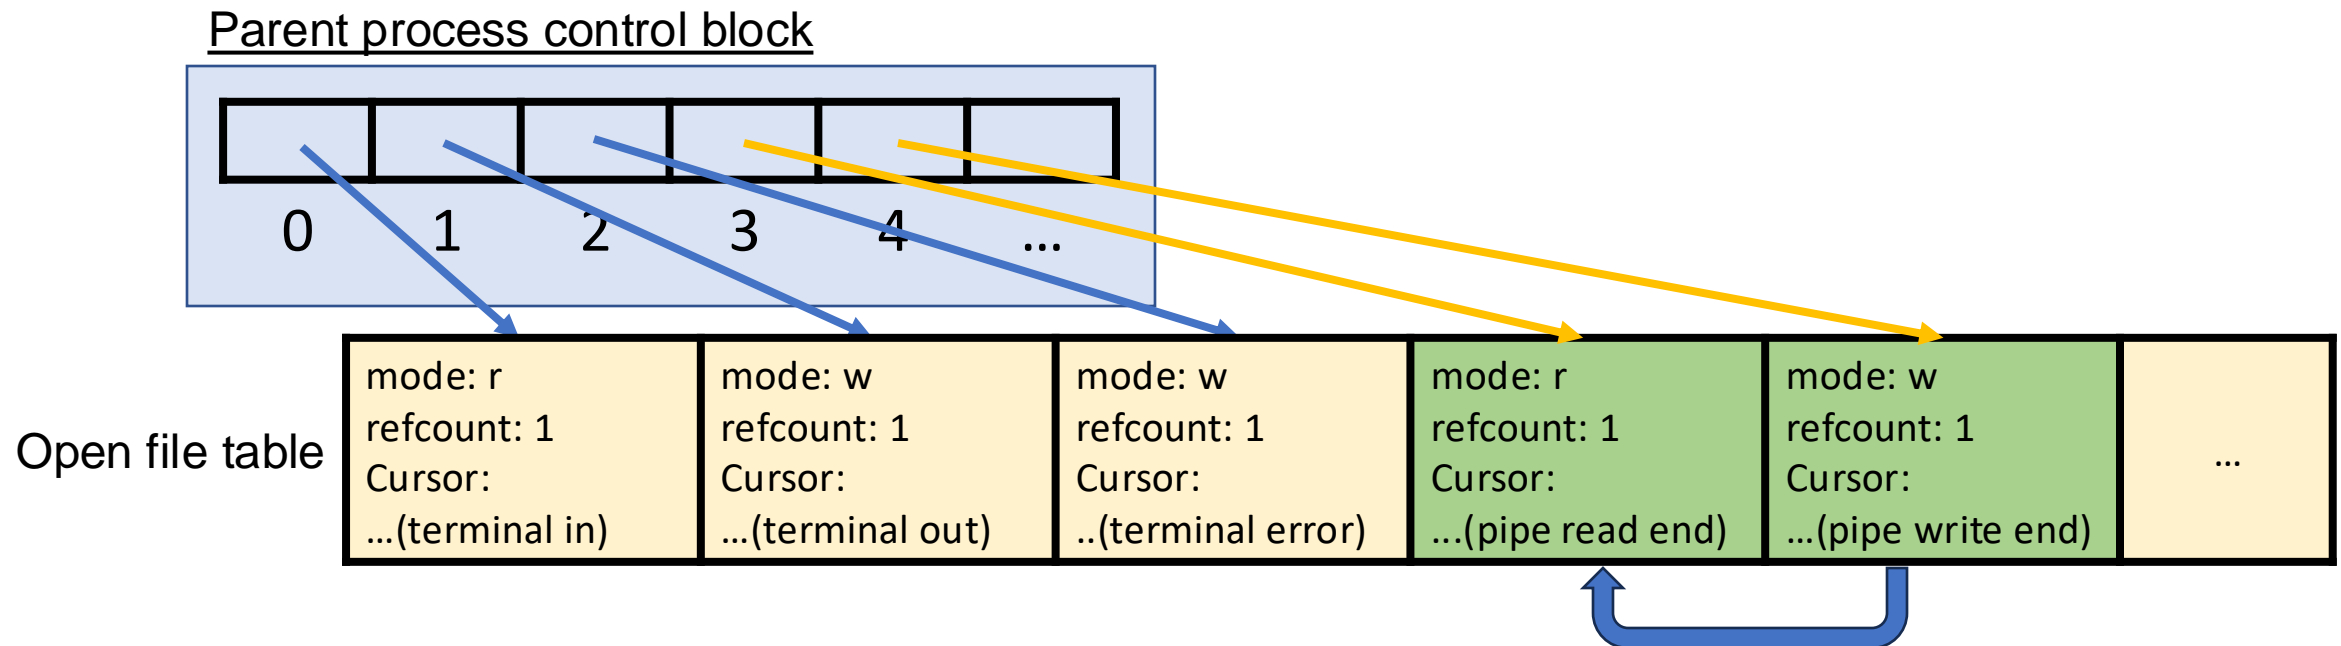 Parent process control block
0 1 2 3 4 ...
Open file table
mode: r
refcount: 1
Cursor:
...(terminal in)
mode: w
refcount: 1
Cursor:
...(terminal out)
mode: w
refcount: 1
Cursor:
..(terminal error)
mode: r
refcount: 1
Cursor:
...(pipe read end)
mode: w
refcount: 1
Cursor:
...(pipe write end)
...